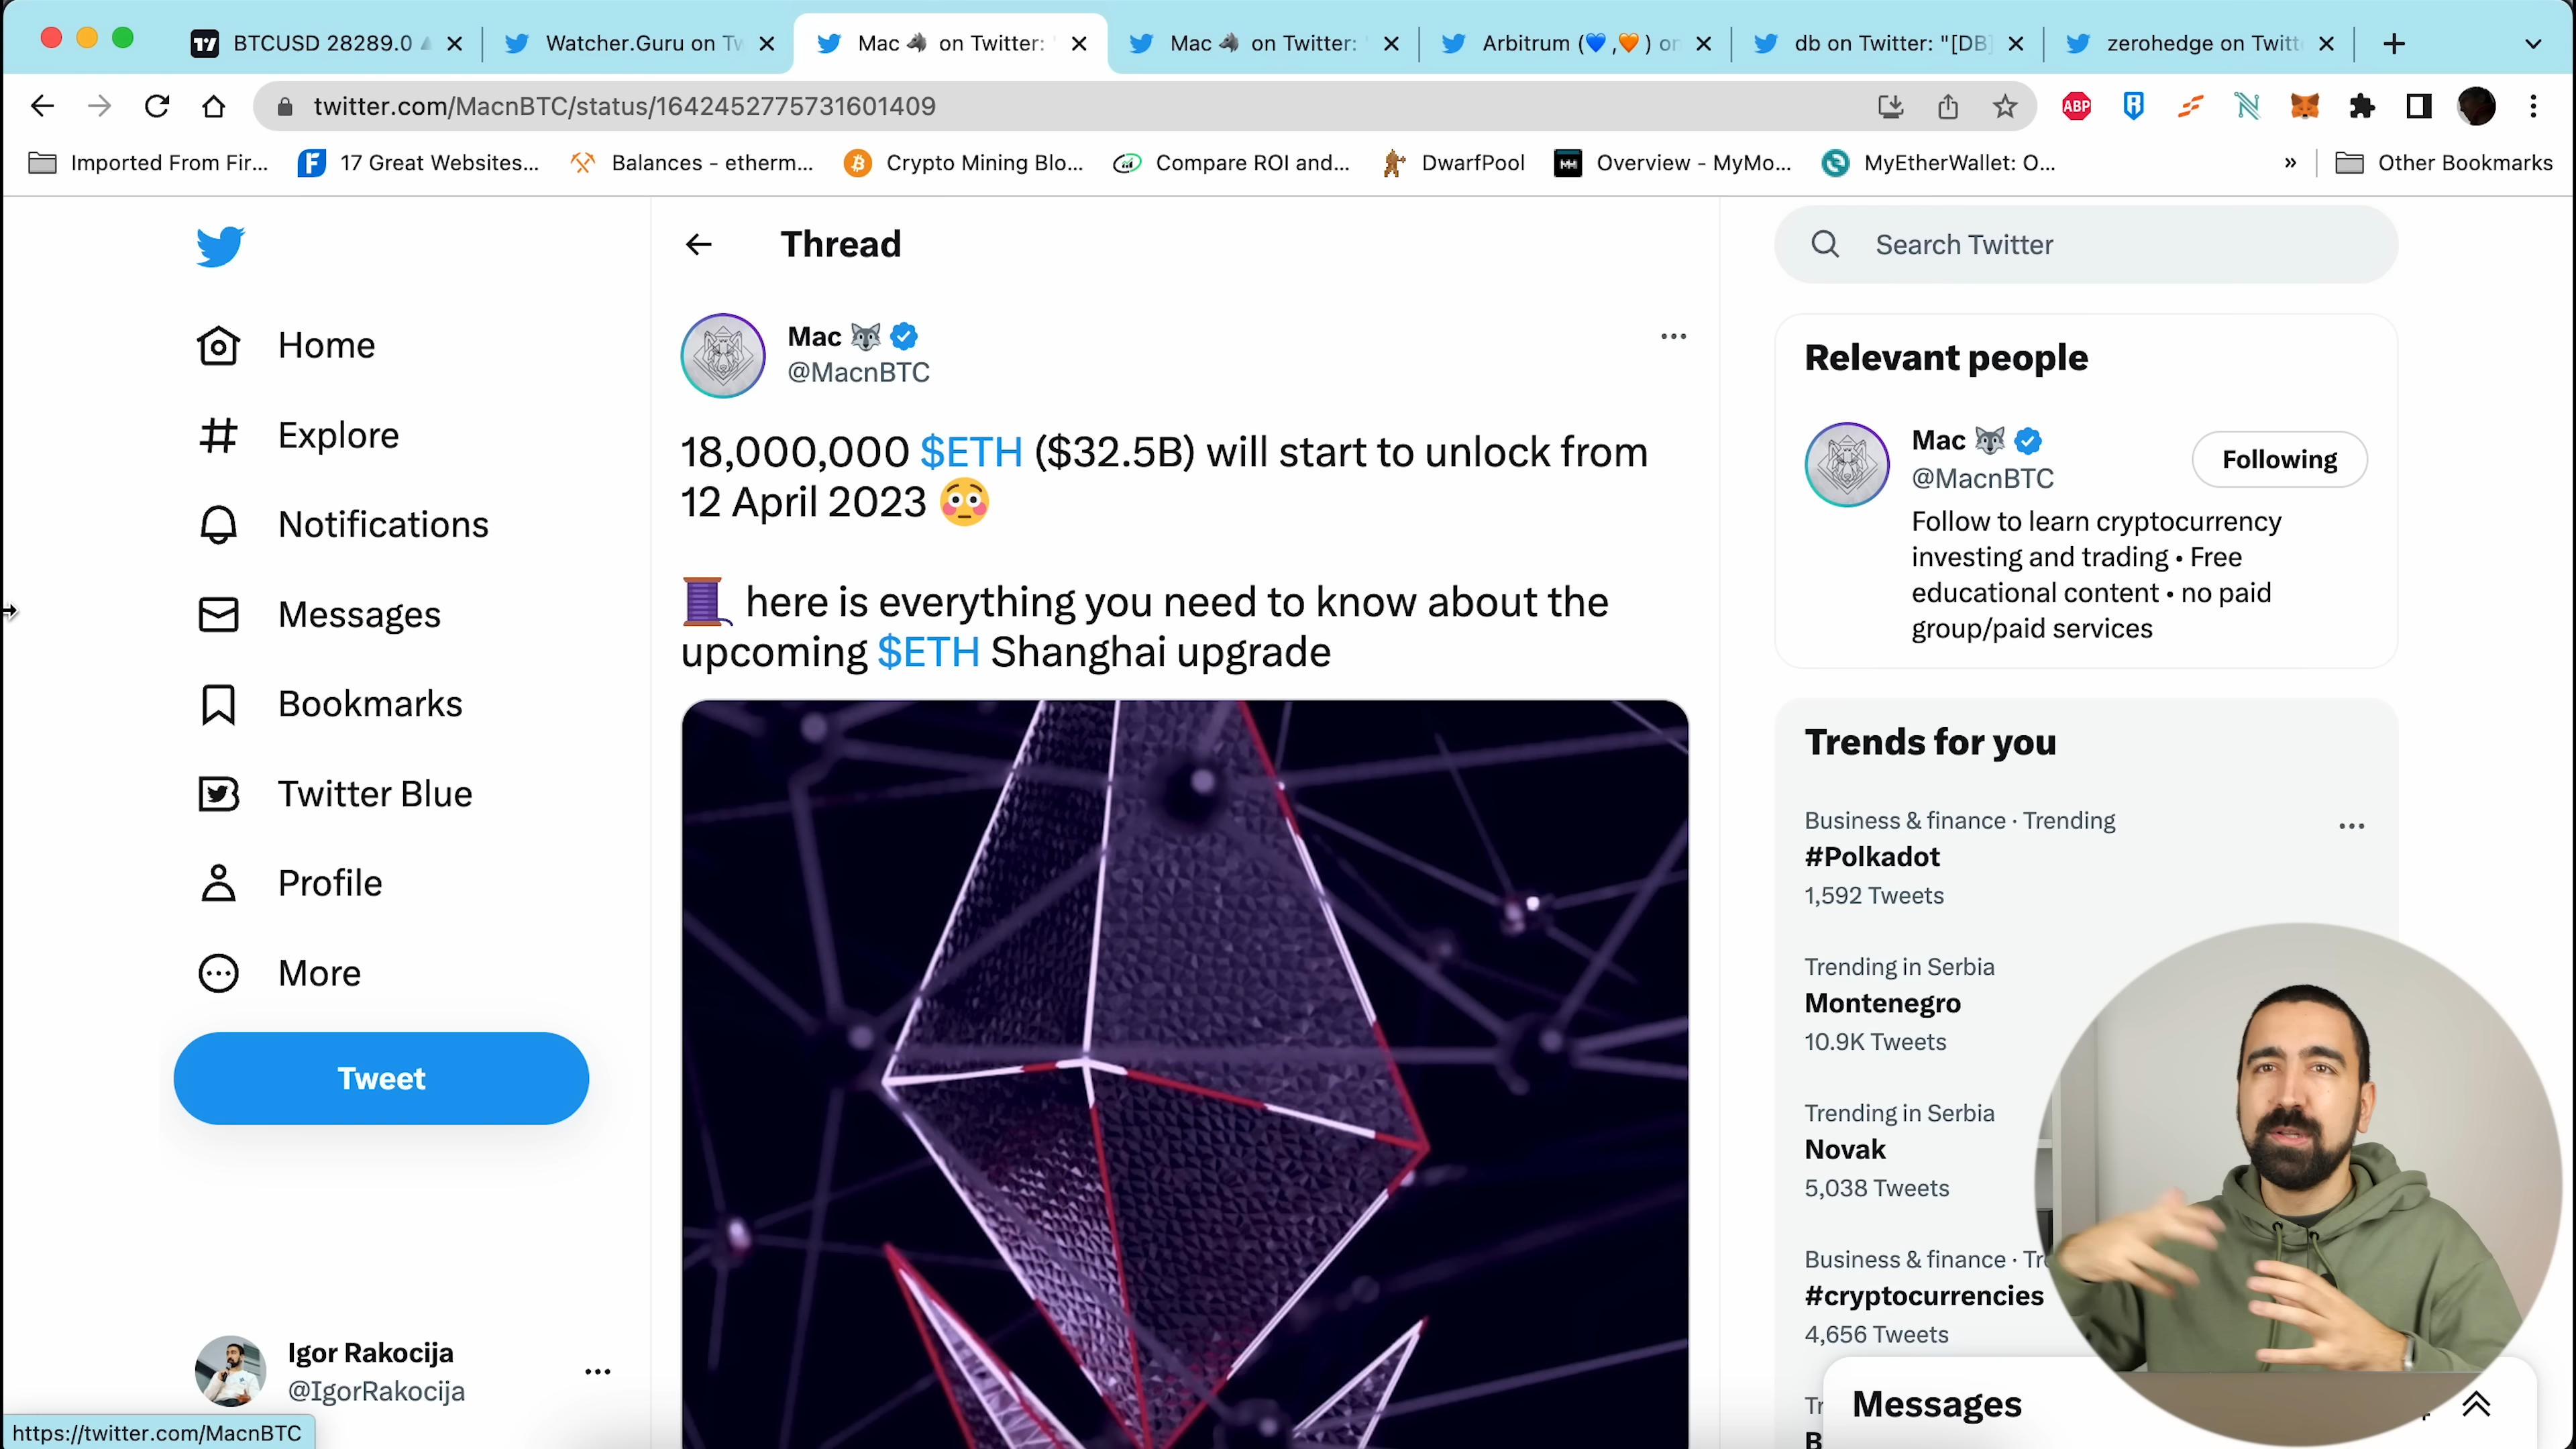 BTCUSD 28289.0
Watcher.Guru on Tw
Mac 🐺 on Twitter: "
Mac 🐺 on Twitter: "
Arbitrum (💙,🧡) on
db on Twitter: "[DB]
zerohedge on Twitte
twitter.com/MacnBTC/status/1642452775731601409
ABP
Imported From Fir...
17 Great Websites...
Balances - etherm...
Crypto Mining Blo...
Compare ROI and...
DwarfPool
Overview - MyMo...
MyEtherWallet: O...
»
Other Bookmarks
Home
Explore
Notifications
Messages
Bookmarks
Twitter Blue
Profile
More
Tweet
Igor Rakocija
@IgorRakocija
https://twitter.com/MacnBTC
Thread
Mac 🐺
@MacnBTC
18,000,000 $ETH ($32.5B) will start to unlock from
12 April 2023 😳
🧵 here is everything you need to know about the
upcoming $ETH Shanghai upgrade
Search Twitter
Relevant people
Mac 🐺
@MacnBTC
Following
Follow to learn cryptocurrency
investing and trading • Free
educational content • no paid
group/paid services
Trends for you
Business & finance · Trending
#Polkadot
1,592 Tweets
Trending in Serbia
Montenegro
10.9K Tweets
Trending in Serbia
Novak
5,038 Tweets
Business & finance · Tr
#cryptocurrencies
4,656 Tweets
Tr
B
Messages